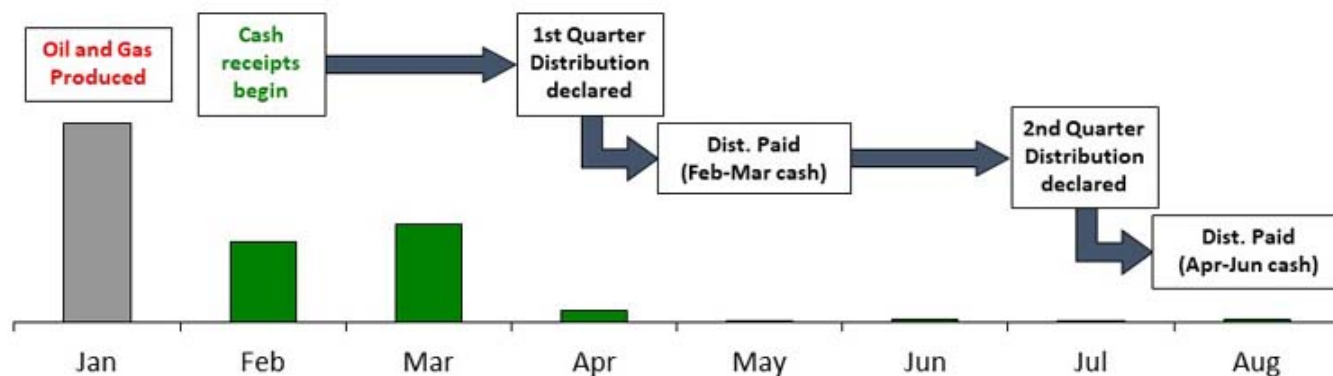 Oil and Gas
Produced
Cash
receipts
begin
1st Quarter
Distribution
declared
Dist. Paid
(Feb-Mar cash)
2nd Quarter
Distribution
declared
Dist. Paid
(Apr-Jun cash)
Jan Feb Mar Apr May Jun Jul Aug